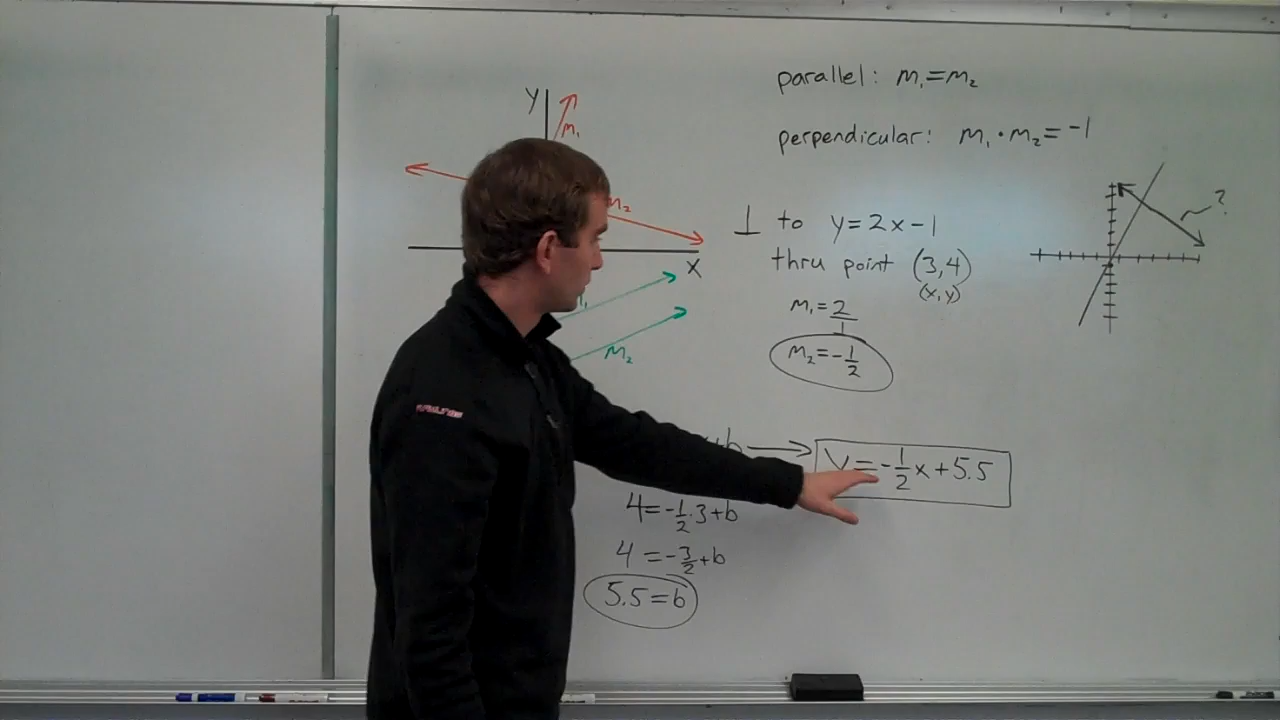 parallel: m₁=m₂
perpendicular: m₁·m₂=-1
Y
m₁
m₂
X
M₂
⊥ to y=2x-1
thru point (3,4)
(x,y)
m₁=2/1
m₂=-1/2
?
+b → y=-1/2x+5.5
4=-1/2·3+b
4=-3/2+b
5.5=b